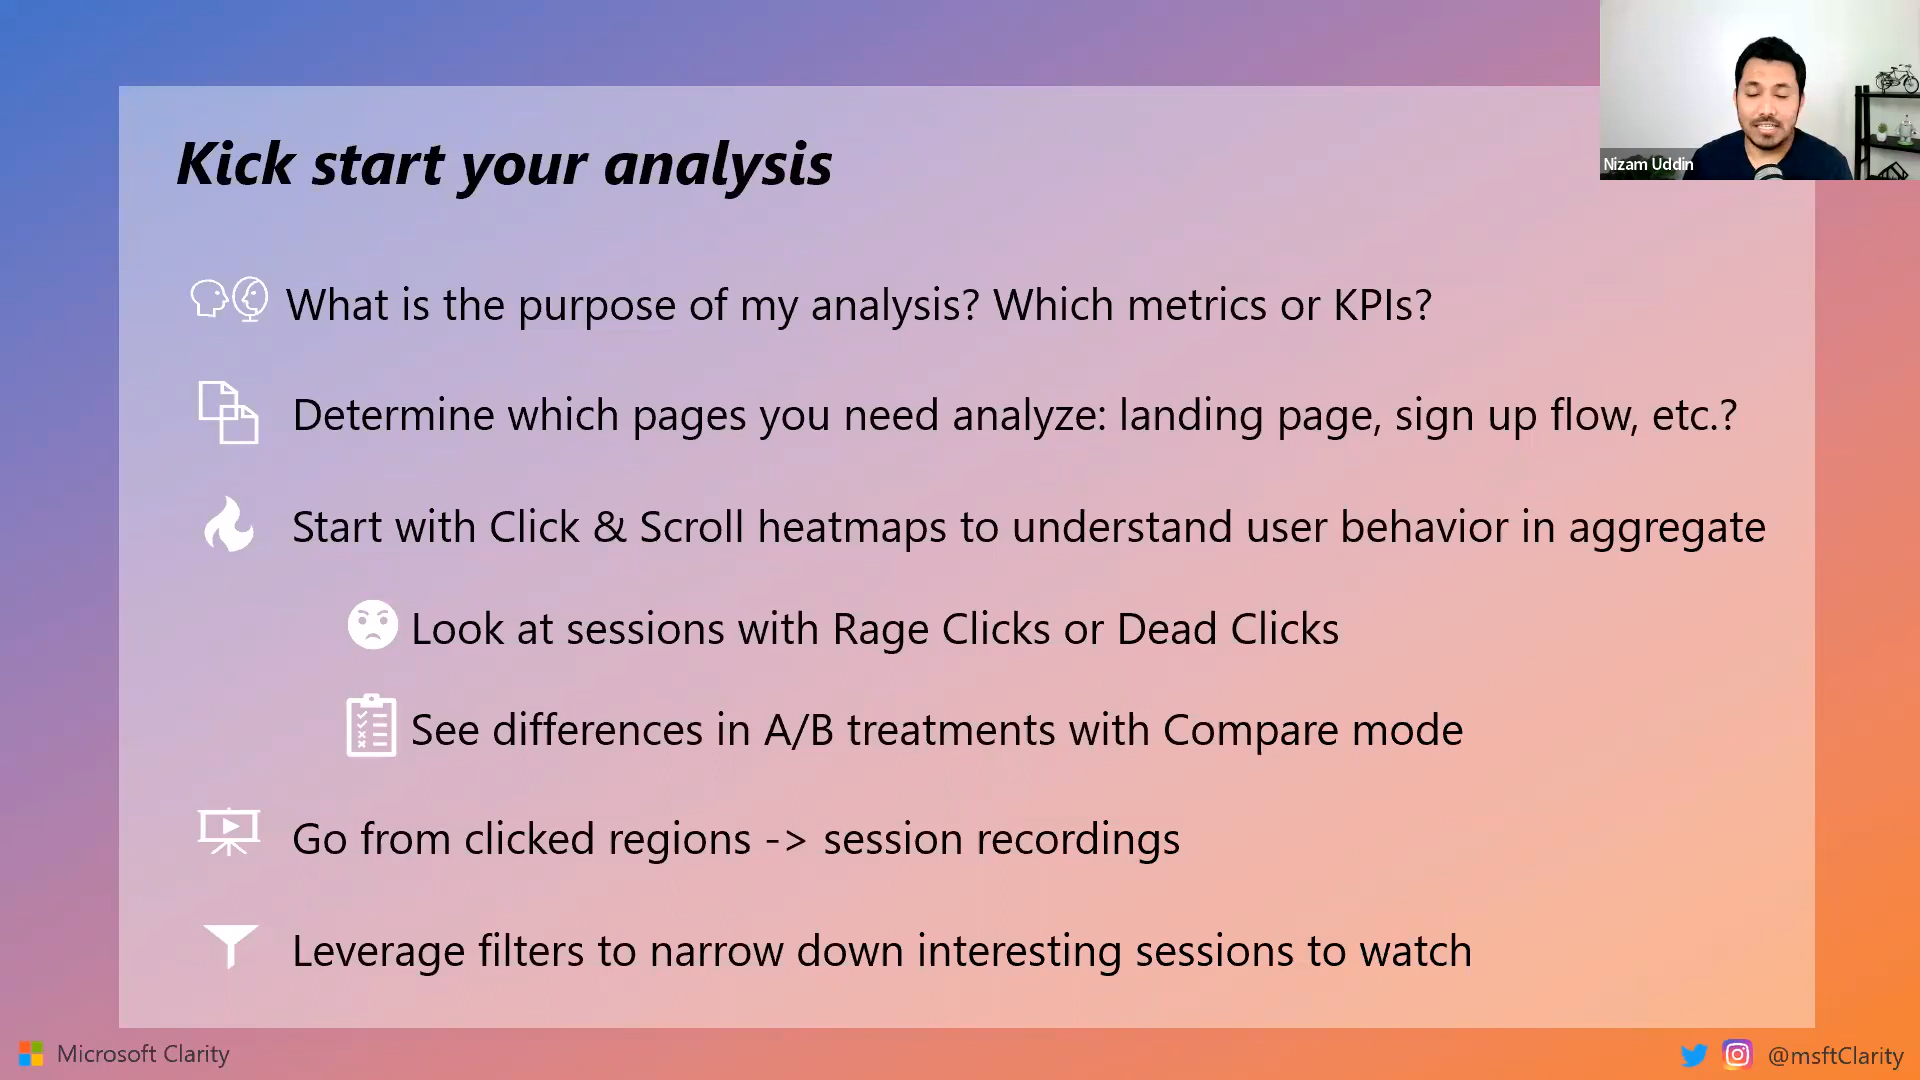 Kick start your analysis
Nizam Uddin
What is the purpose of my analysis? Which metrics or KPIs?
Determine which pages you need analyze: landing page, sign up flow, etc.?
Start with Click & Scroll heatmaps to understand user behavior in aggregate
Look at sessions with Rage Clicks or Dead Clicks
See differences in A/B treatments with Compare mode
Go from clicked regions -> session recordings
Leverage filters to narrow down interesting sessions to watch
Microsoft Clarity
@msftClarity